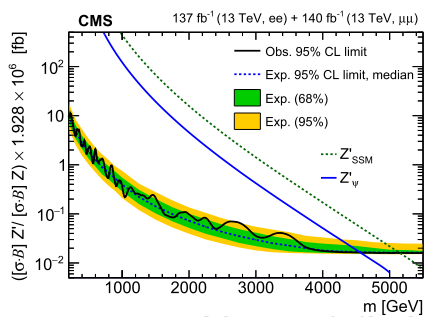 CMS
137 fb⁻¹ (13 TeV, ee) + 140 fb⁻¹ (13 TeV, μμ)
Obs. 95% CL limit
Exp. 95% CL limit, median
Exp. (68%)
Exp. (95%)
Z'SSM
Z'ψ
([σ·B] Z'/ [σ·B] Z) × 1.928 × 10⁶ [fb]
10²
10
1
10⁻¹
10⁻²
1000 2000 3000 4000 5000
m [GeV]